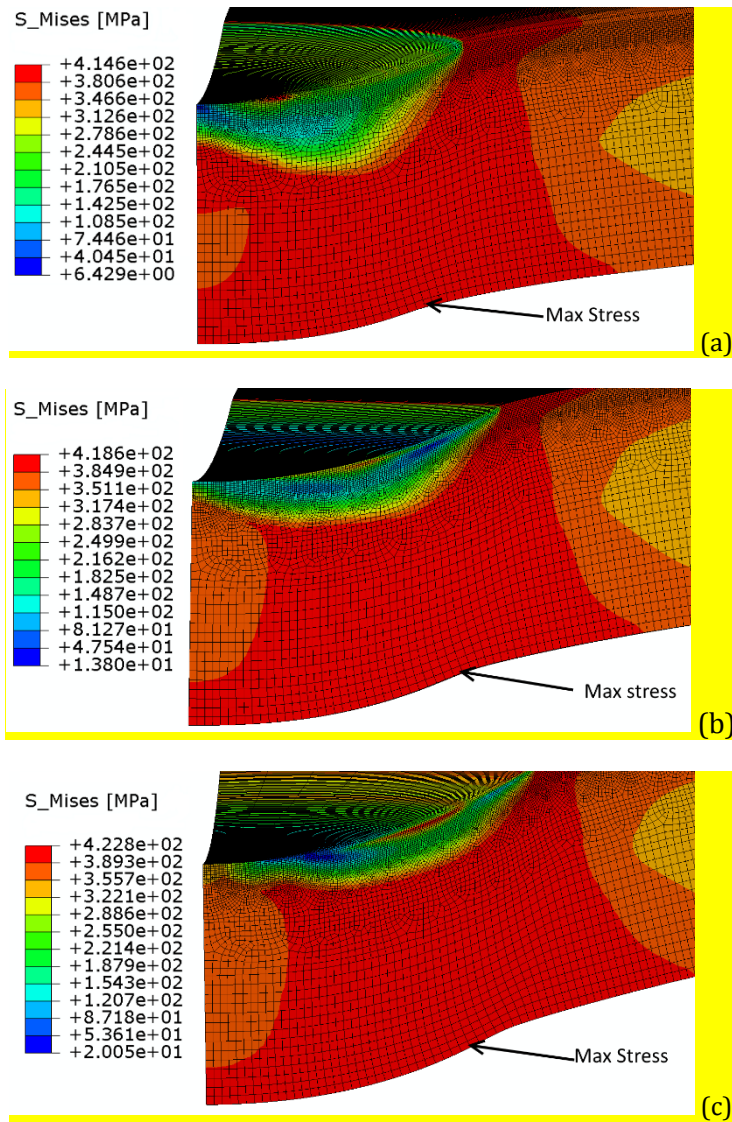 S_Mises [MPa]
+4.146e+02
+3.806e+02
+3.466e+02
+3.126e+02
+2.786e+02
+2.445e+02
+2.105e+02
+1.765e+02
+1.425e+02
+1.085e+02
+7.446e+01
+4.045e+01
+6.429e+00
Max Stress
(a)
S_Mises [MPa]
+4.186e+02
+3.849e+02
+3.511e+02
+3.174e+02
+2.837e+02
+2.499e+02
+2.162e+02
+1.825e+02
+1.487e+02
+1.150e+02
+8.127e+01
+4.754e+01
+1.380e+01
Max stress
(b)
S_Mises [MPa]
+4.228e+02
+3.893e+02
+3.557e+02
+3.221e+02
+2.886e+02
+2.550e+02
+2.214e+02
+1.879e+02
+1.543e+02
+1.207e+02
+8.718e+01
+5.361e+01
+2.005e+01
Max Stress
(c)